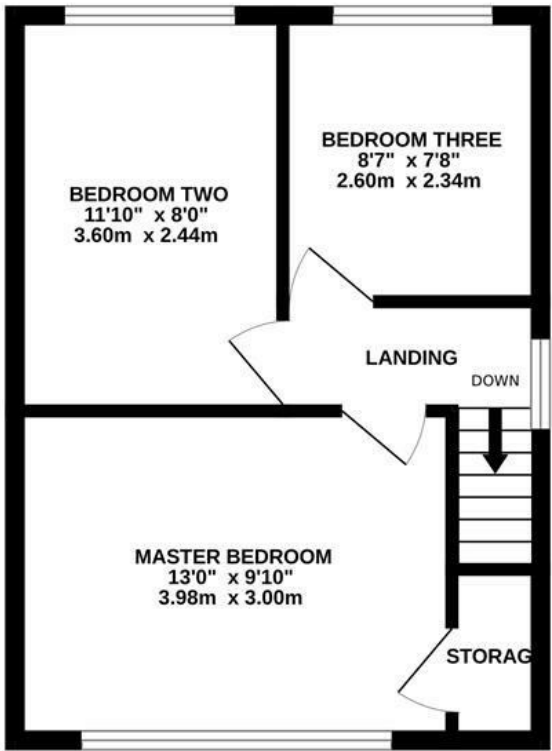 BEDROOM THREE
8'7" x 7'8"
2.60m x 2.34m
BEDROOM TWO
11'10" x 8'0"
3.60m x 2.44m
LANDING
DOWN
MASTER BEDROOM
13'0" x 9'10"
3.98m x 3.00m
STORAG